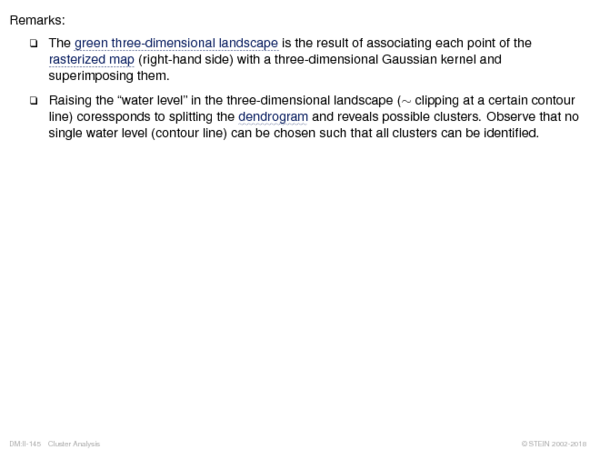 Remarks:
❑ The green three-dimensional landscape is the result of associating each point of the
rasterized map (right-hand side) with a three-dimensional Gaussian kernel and
superimposing them.
❑ Raising the “water level” in the three-dimensional landscape (∼ clipping at a certain contour
line) coressponds to splitting the dendrogram and reveals possible clusters. Observe that no
single water level (contour line) can be chosen such that all clusters can be identified.
DM:II-145 Cluster Analysis
© STEIN 2002-2018